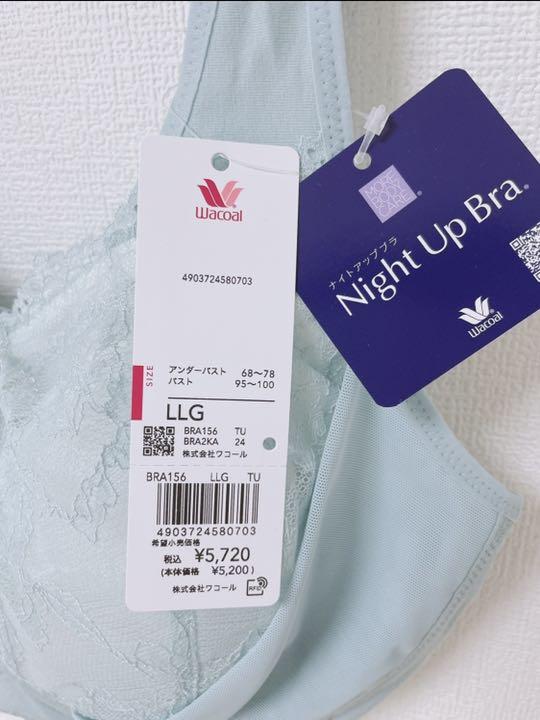 Wacoal
4903724580703
SIZE
アンダーバスト 68〜78
バスト 95〜100
LLG
BRA156 TU
BRA2KA 24
株式会社ワコール
BRA156 LLG TU
4903724580703
希望小売価格
税込 ¥5,720
(本体価格 ¥5,200)
株式会社ワコール
RFID
MORE
BODY
CARE
ナイトアップブラ
Night Up Bra®
Wacoal